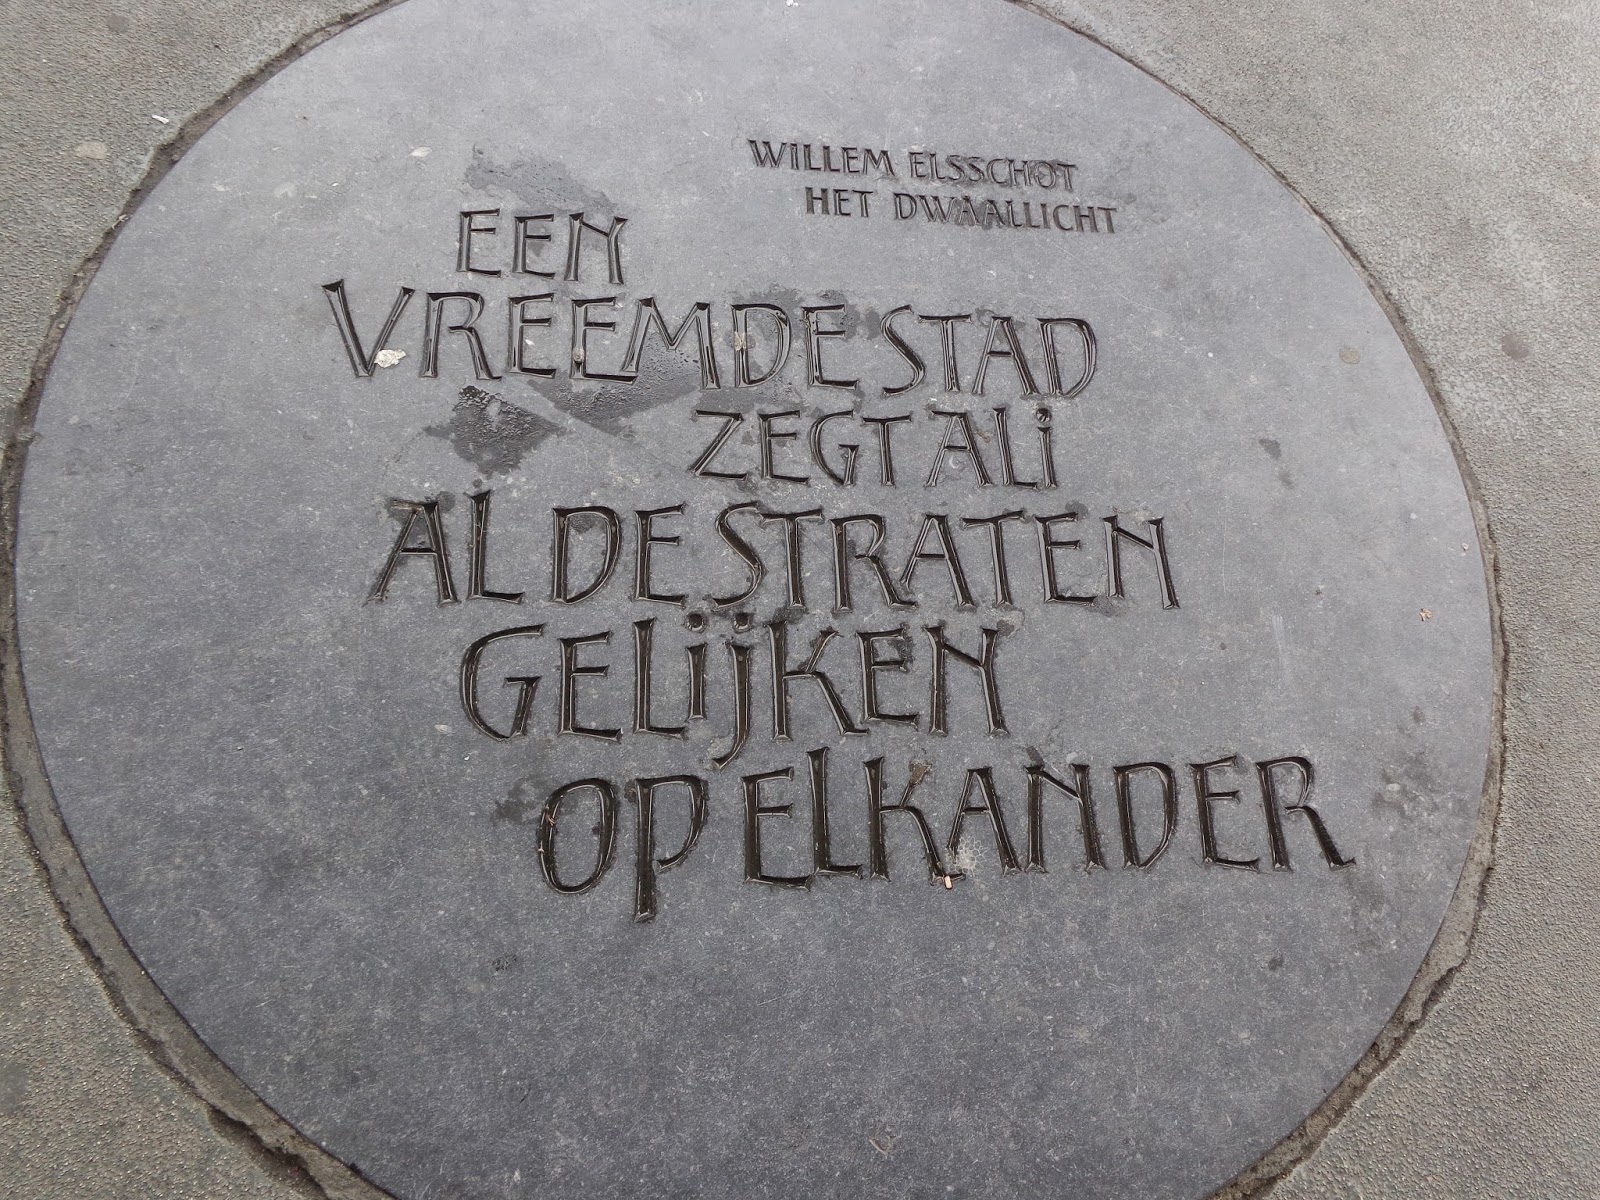 WILLEM ELSSCHOT
HET DWAALLICHT
EEN
VREEMDE STAD
ZEGT ALi
AL DE STRATEN
GELijKEN
OP ELKANDER